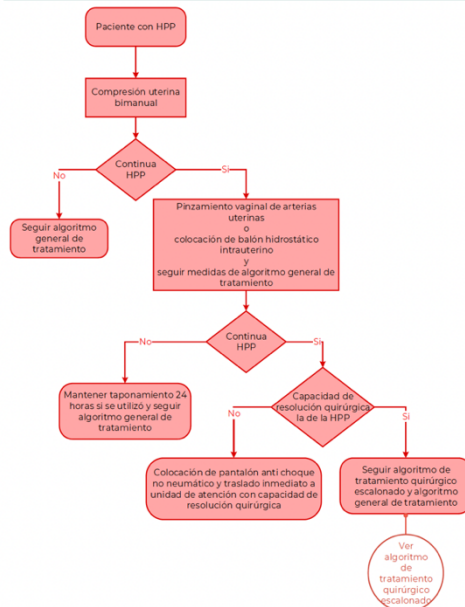 Paciente con HPP
Compresión uterina
bimanual
Continua
HPP
No
Si
Seguir algoritmo
general de
tratamiento
Pinzamiento vaginal de arterias
uterinas
o
colocación de balón hidrostático
intrauterino
y
seguir medidas de algoritmo general de
tratamiento
Continua
HPP
No
Si
Mantener taponamiento 24
horas si se utilizó y seguir
algoritmo general de
tratamiento
Capacidad de
resolución quirúrgica
la de la HPP
No
Si
Colocación de pantalón anti choque
no neumático y traslado inmediato a
unidad de atención con capacidad de
resolución quirúrgica
Seguir algoritmo de
tratamiento quirúrgico
escalonado y algoritmo
general de tratamiento
Ver
algoritmo
de
tratamiento
quirúrgico
escalonado